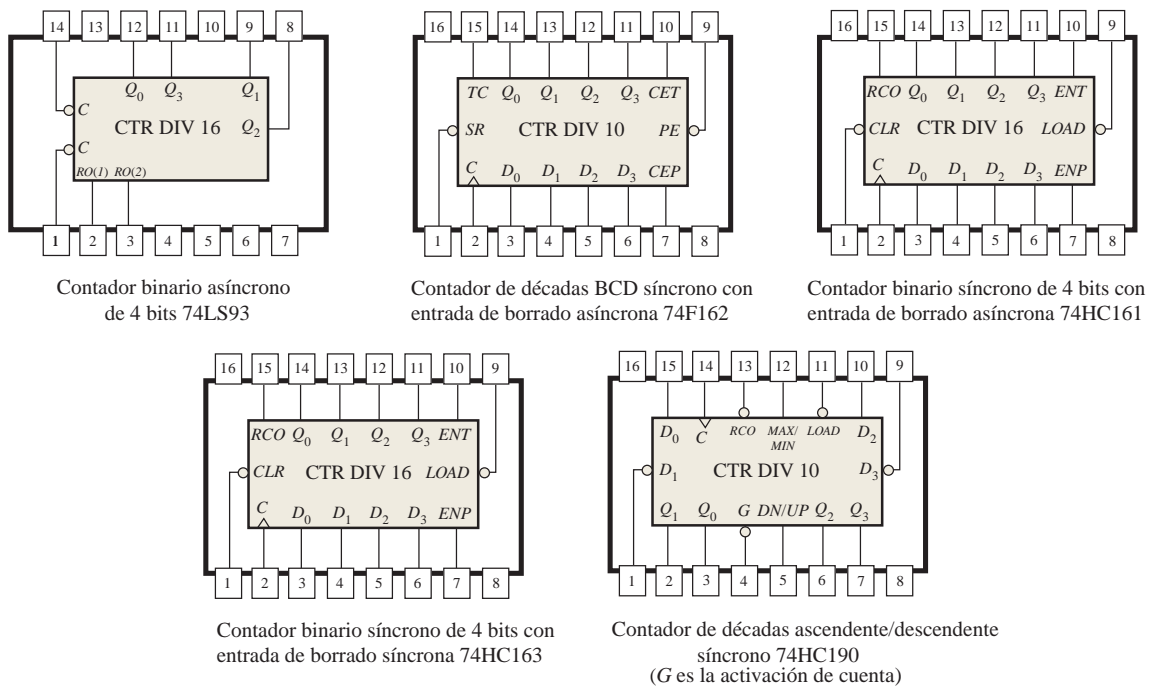 14 13 12 11 10 9 8
Q0 Q3 Q1
C
CTR DIV 16 Q2
C
RO(1) RO(2)
1 2 3 4 5 6 7
Contador binario asíncrono
de 4 bits 74LS93
16 15 14 13 12 11 10 9
TC Q0 Q1 Q2 Q3 CET
SR CTR DIV 10 PE
C D0 D1 D2 D3 CEP
1 2 3 4 5 6 7 8
Contador de décadas BCD síncrono con
entrada de borrado asíncrona 74F162
16 15 14 13 12 11 10 9
RCO Q0 Q1 Q2 Q3 ENT
CLR CTR DIV 16 LOAD
C D0 D1 D2 D3 ENP
1 2 3 4 5 6 7 8
Contador binario síncrono de 4 bits con
entrada de borrado asíncrona 74HC161
16 15 14 13 12 11 10 9
RCO Q0 Q1 Q2 Q3 ENT
CLR CTR DIV 16 LOAD
C D0 D1 D2 D3 ENP
1 2 3 4 5 6 7 8
Contador binario síncrono de 4 bits con
entrada de borrado síncrona 74HC163
16 15 14 13 12 11 10 9
D0 C RCO MAX/ LOAD D2
MIN
D1 CTR DIV 10 D3
Q1 Q0 G DN/UP Q2 Q3
1 2 3 4 5 6 7 8
Contador de décadas ascendente/descendente
síncrono 74HC190
(G es la activación de cuenta)